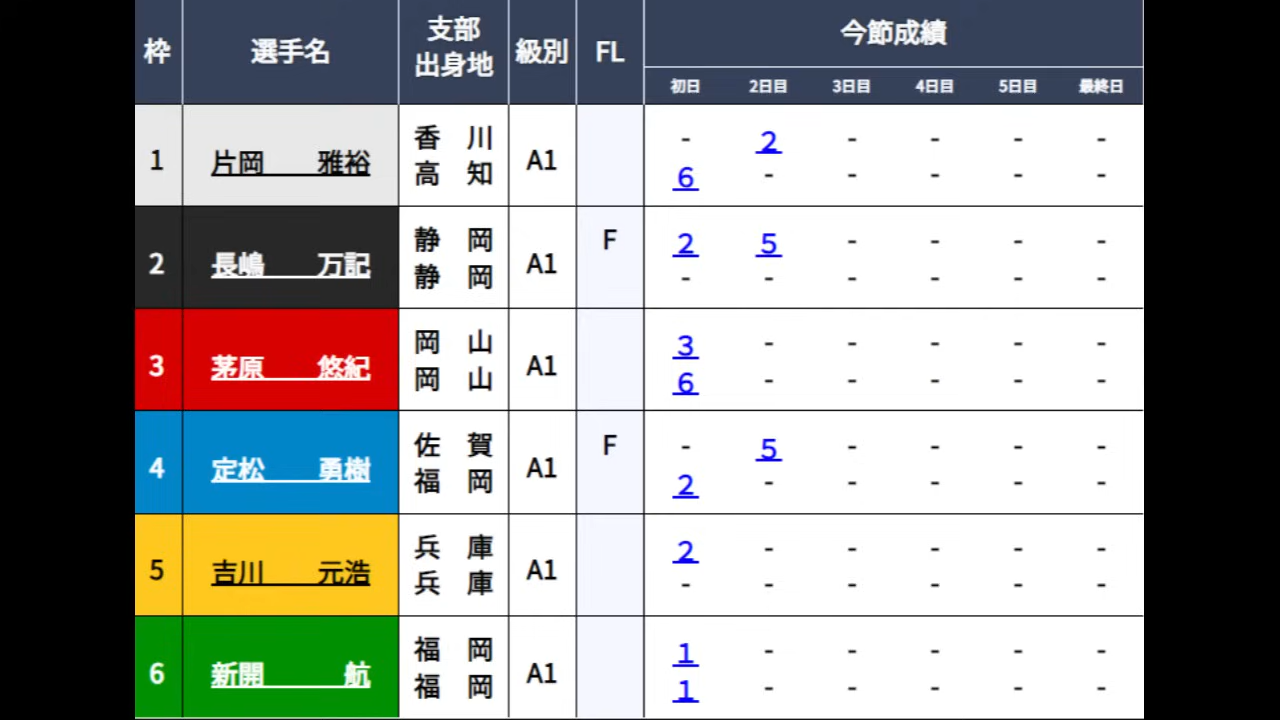 枠 選手名 支部 出身地 級別 FL 今節成績
初日 2日目 3日目 4日目 5日目 最終日
1 片岡 雅裕 香 川 A1 - 2 - - - -
高 知 6 - - - - -
2 長嶋 万記 静 岡 A1 F 2 5 - - - -
静 岡 - - - - - -
3 茅原 悠紀 岡 山 A1 3 - - - - -
岡 山 6 - - - - -
4 定松 勇樹 佐 賀 A1 F - 5 - - - -
福 岡 2 - - - - -
5 吉川 元浩 兵 庫 A1 2 - - - - -
兵 庫 - - - - - -
6 新開 航 福 岡 A1 1 - - - - -
福 岡 1 - - - - -